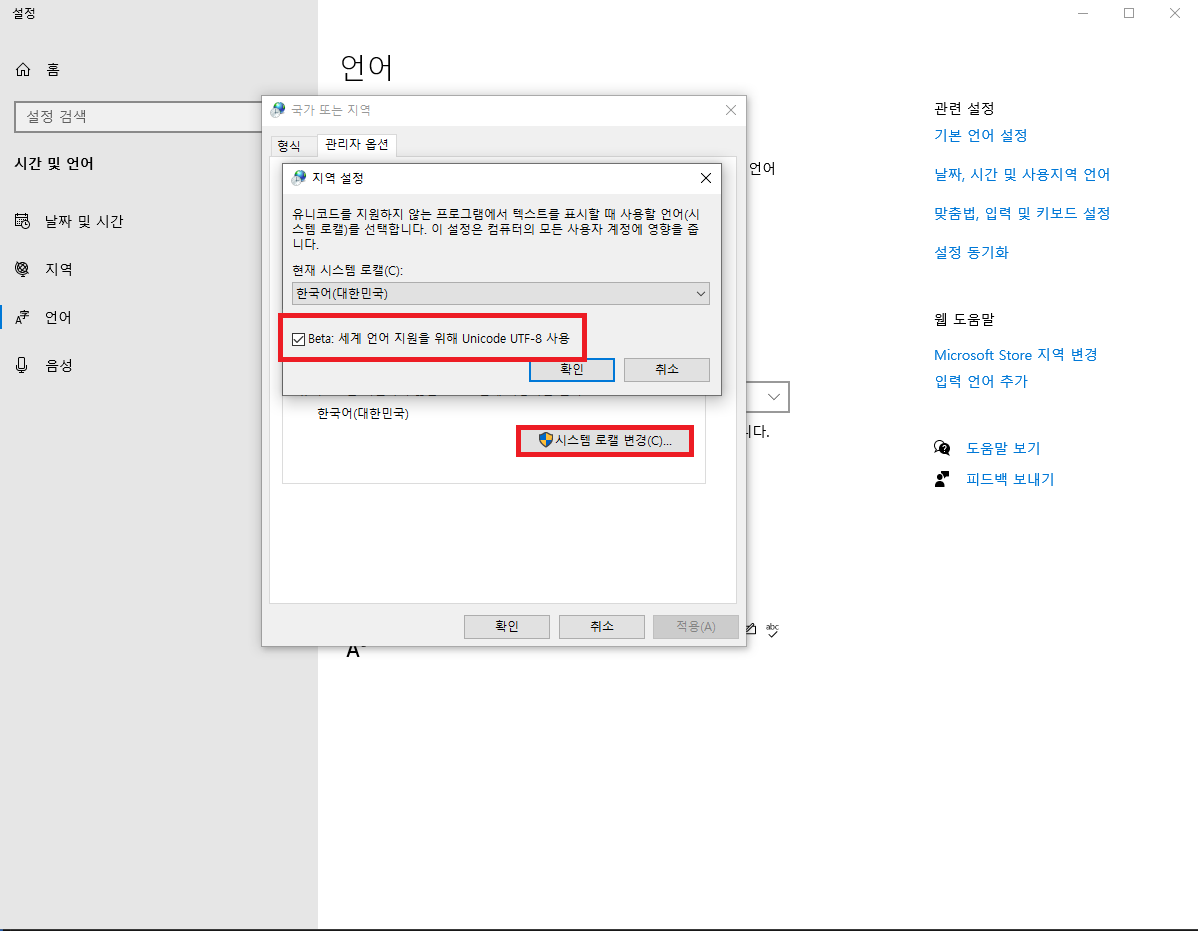 설정
홈
설정 검색
시간 및 언어
날짜 및 시간
지역
언어
음성
언어
국가 또는 지역
형식
관리자 옵션
지역 설정
유니코드를 지원하지 않는 프로그램에서 텍스트를 표시할 때 사용할 언어(시
스템 로캘)를 선택합니다. 이 설정은 컴퓨터의 모든 사용자 계정에 영향을 줍
니다.
현재 시스템 로캘(C):
한국어(대한민국)
Beta: 세계 언어 지원을 위해 Unicode UTF-8 사용
확인
취소
한국어(대한민국)
시스템 로캘 변경(C)...
확인
취소
적용(A)
언어
니다.
abc
관련 설정
기본 언어 설정
날짜, 시간 및 사용지역 언어
맞춤법, 입력 및 키보드 설정
설정 동기화
웹 도움말
Microsoft Store 지역 변경
입력 언어 추가
도움말 보기
피드백 보내기